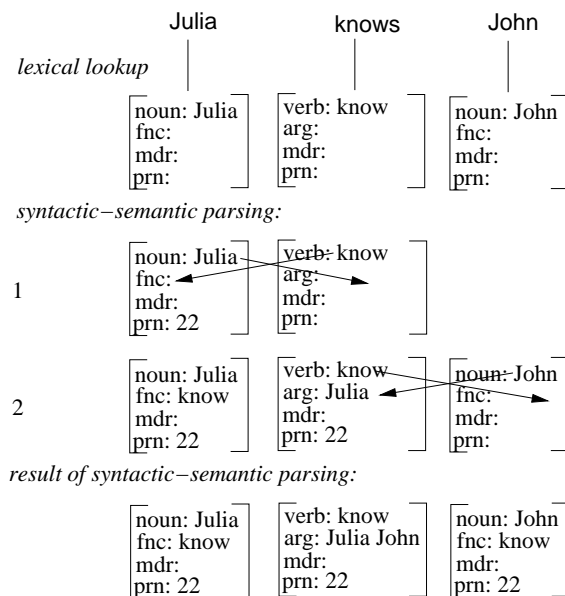 Julia knows John
lexical lookup
noun: Julia verb: know noun: John
fnc: arg: fnc:
mdr: mdr: mdr:
prn: prn: prn:
syntactic−semantic parsing:
noun: Julia verb: know
1 fnc: arg:
mdr: mdr:
prn: 22 prn:
noun: Julia verb: know noun: John
fnc: know arg: Julia fnc:
2 mdr: mdr: mdr:
prn: 22 prn: 22 prn:
result of syntactic−semantic parsing:
noun: Julia verb: know noun: John
fnc: know arg: Julia John fnc: know
mdr: mdr: mdr:
prn: 22 prn: 22 prn: 22